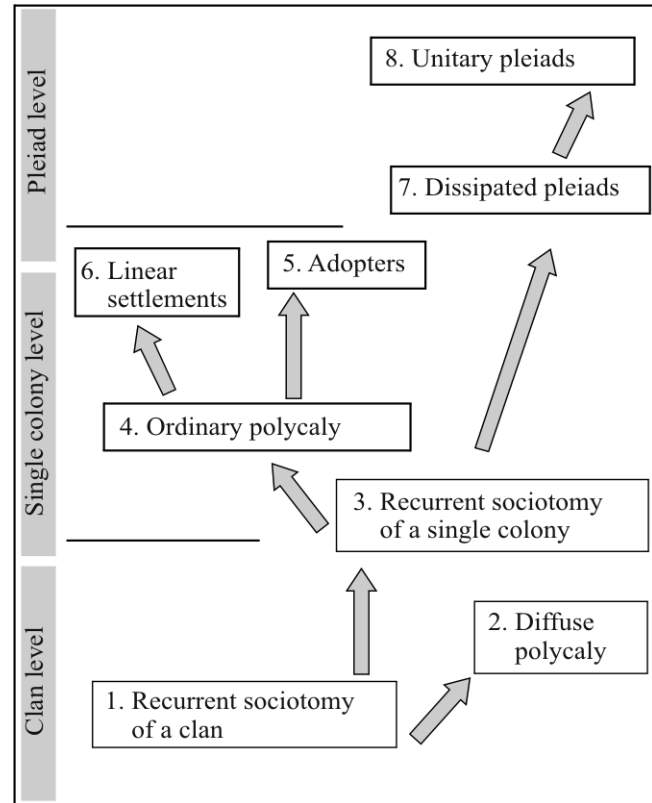 Pleiad level
8. Unitary pleiads
7. Dissipated pleiads
Single colony level
6. Linear
settlements
5. Adopters
4. Ordinary polycaly
3. Recurrent sociotomy
of a single colony
Clan level
2. Diffuse
polycaly
1. Recurrent sociotomy
of a clan